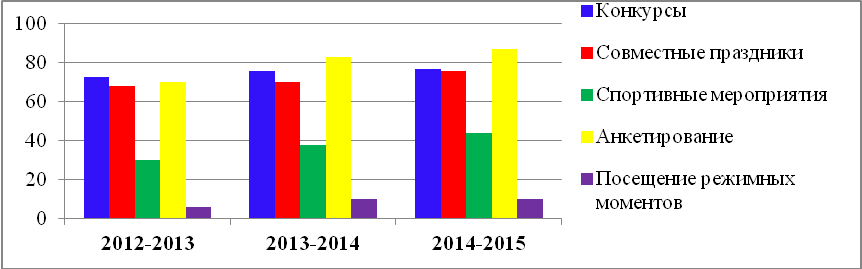 100
80
60
40
20
0
2012-2013
2013-2014
2014-2015
Конкурсы
Совместные праздники
Спортивные мероприятия
Анкетирование
Посещение режимных
моментов